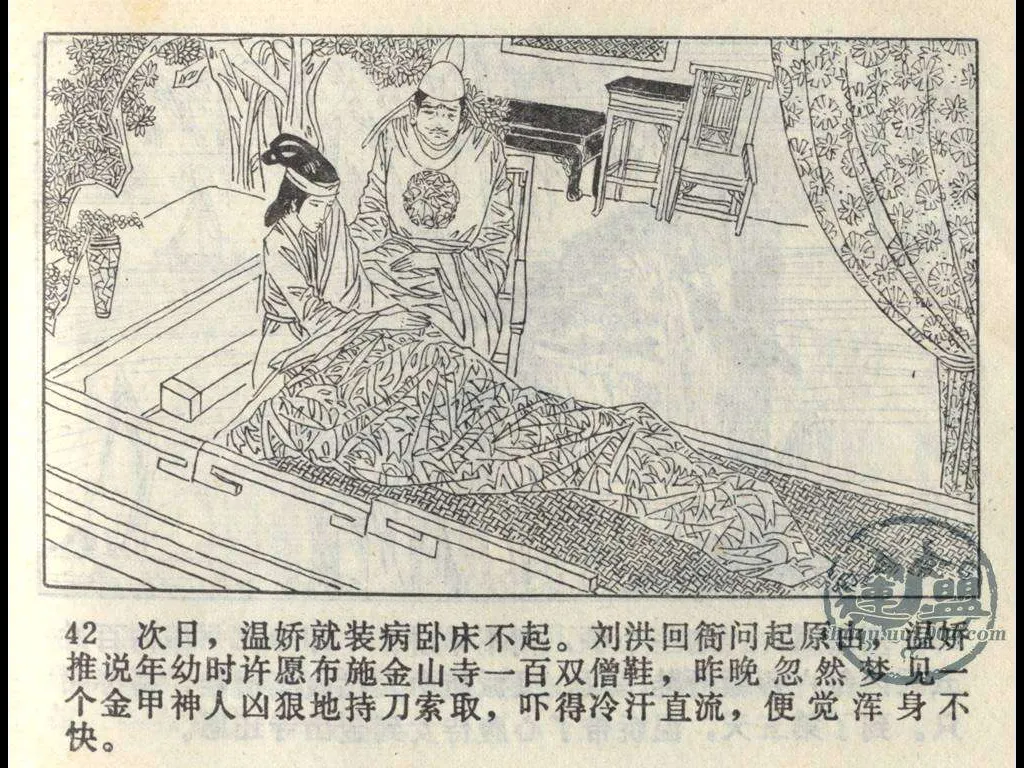 42 次日，温娇就装病卧床不起。刘洪回衙问起原由，温娇
推说年幼时许愿布施金山寺一百双僧鞋，昨晚忽然梦见一
个金甲神人凶狠地持刀索取，吓得冷汗直流，便觉浑身不
快。
连盟